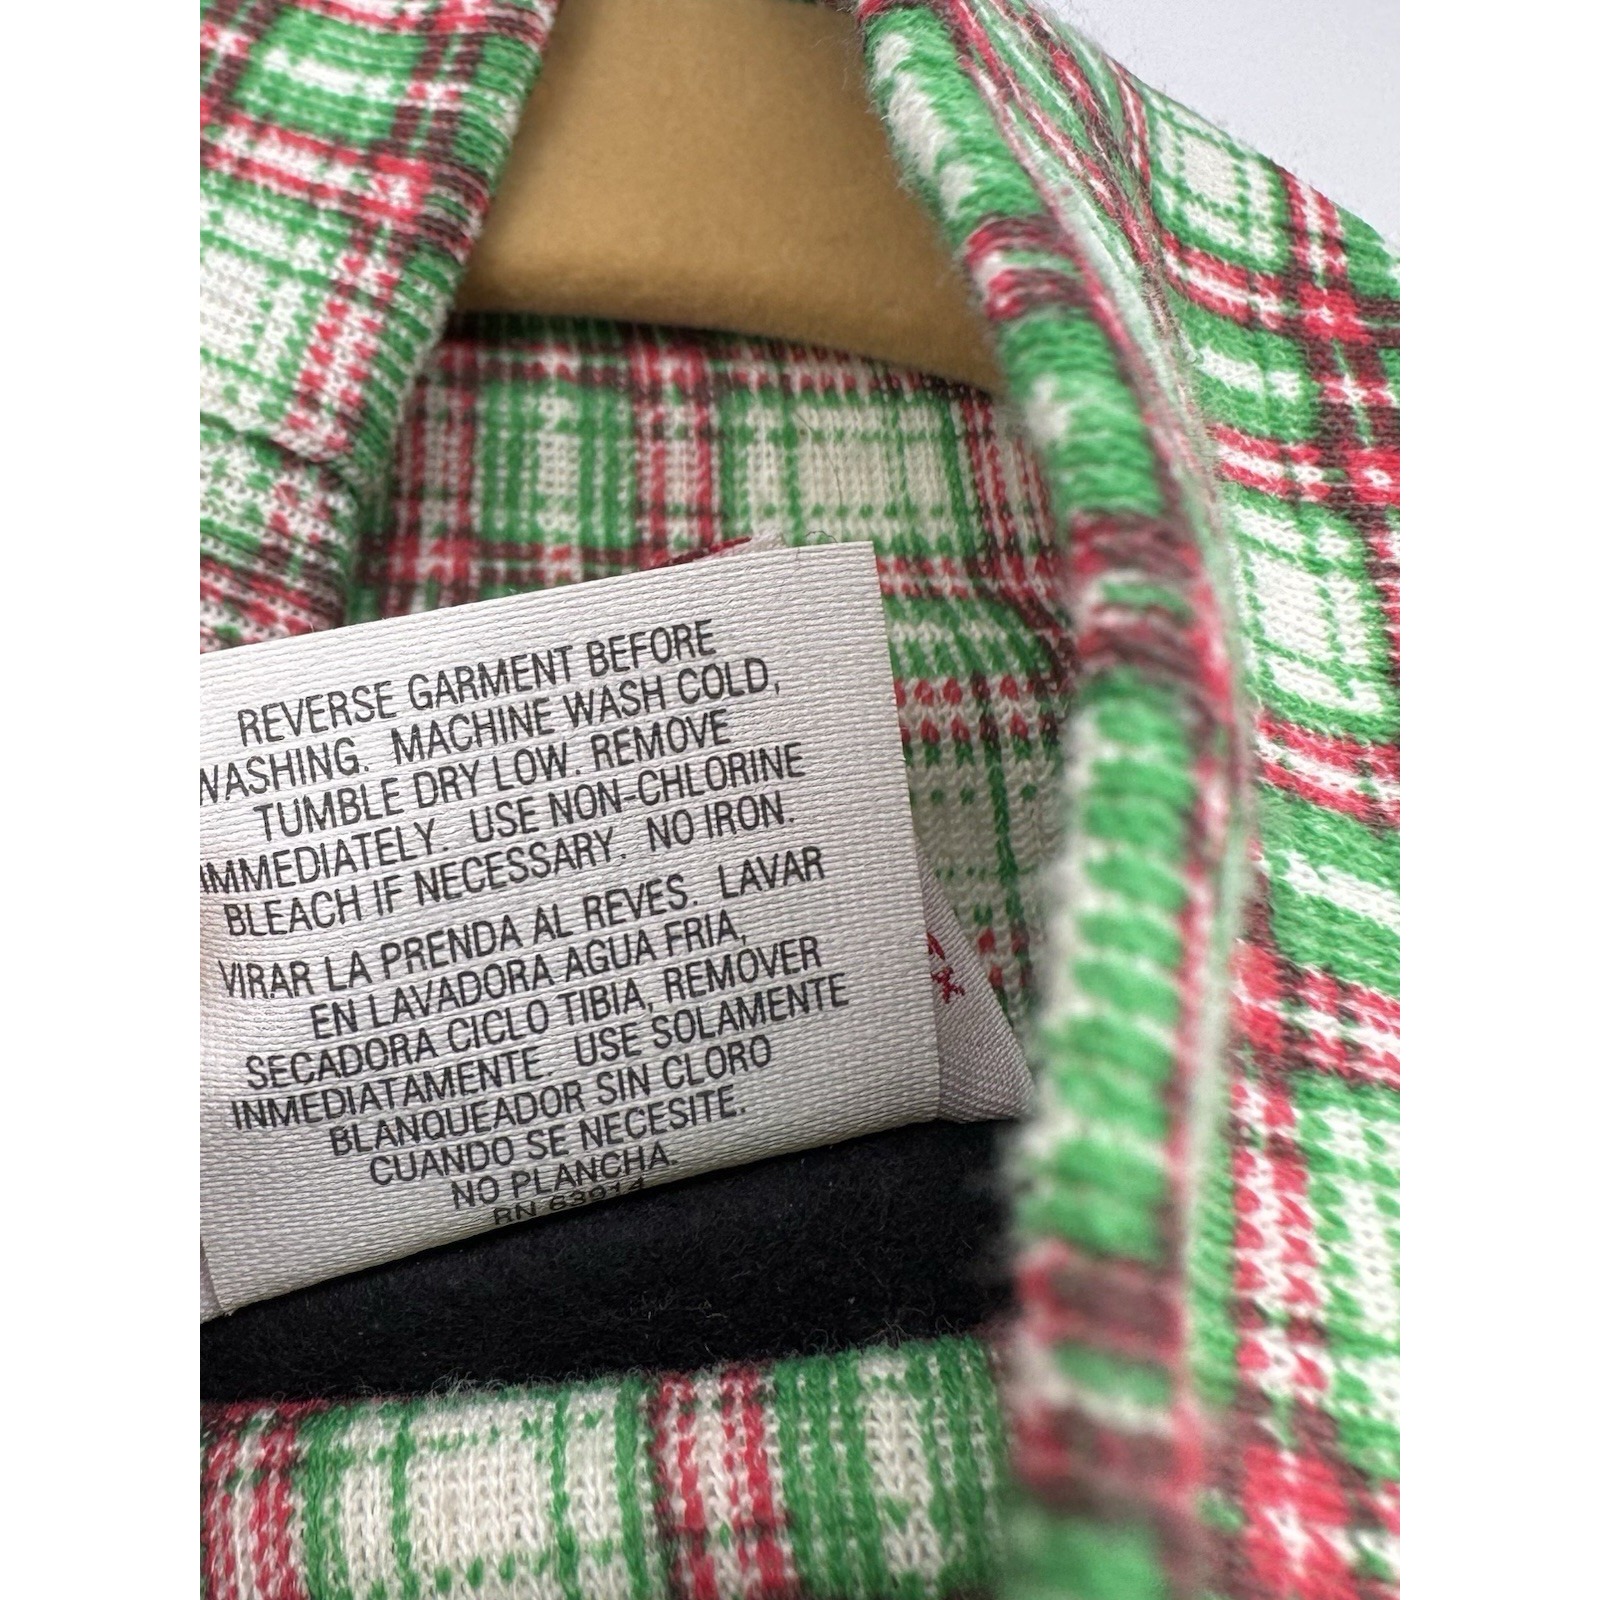 REVERSE GARMENT BEFORE
WASHING. MACHINE WASH COLD,
TUMBLE DRY LOW. REMOVE
IMMEDIATELY. USE NON-CHLORINE
BLEACH IF NECESSARY. NO IRON.
VIRAR LA PRENDA AL REVES. LAVAR
EN LAVADORA AGUA FRIA,
SECADORA CICLO TIBIA, REMOVER
INMEDIATAMENTE. USE SOLAMENTE
BLANQUEADOR SIN CLORO
CUANDO SE NECESITE.
NO PLANCHA.
RN 63914